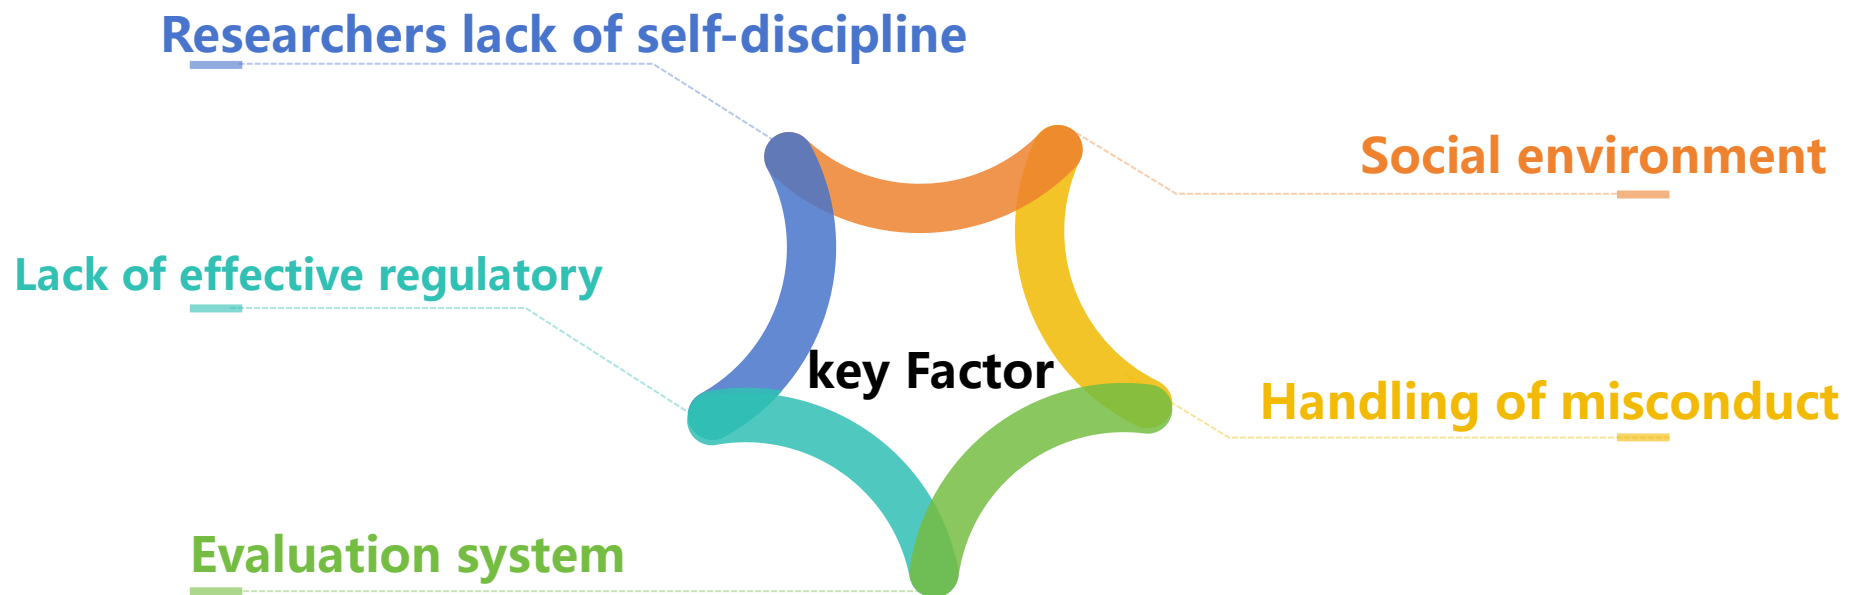 Researchers lack of self-discipline
Social environment
Lack of effective regulatory
key Factor
Handling of misconduct
Evaluation system